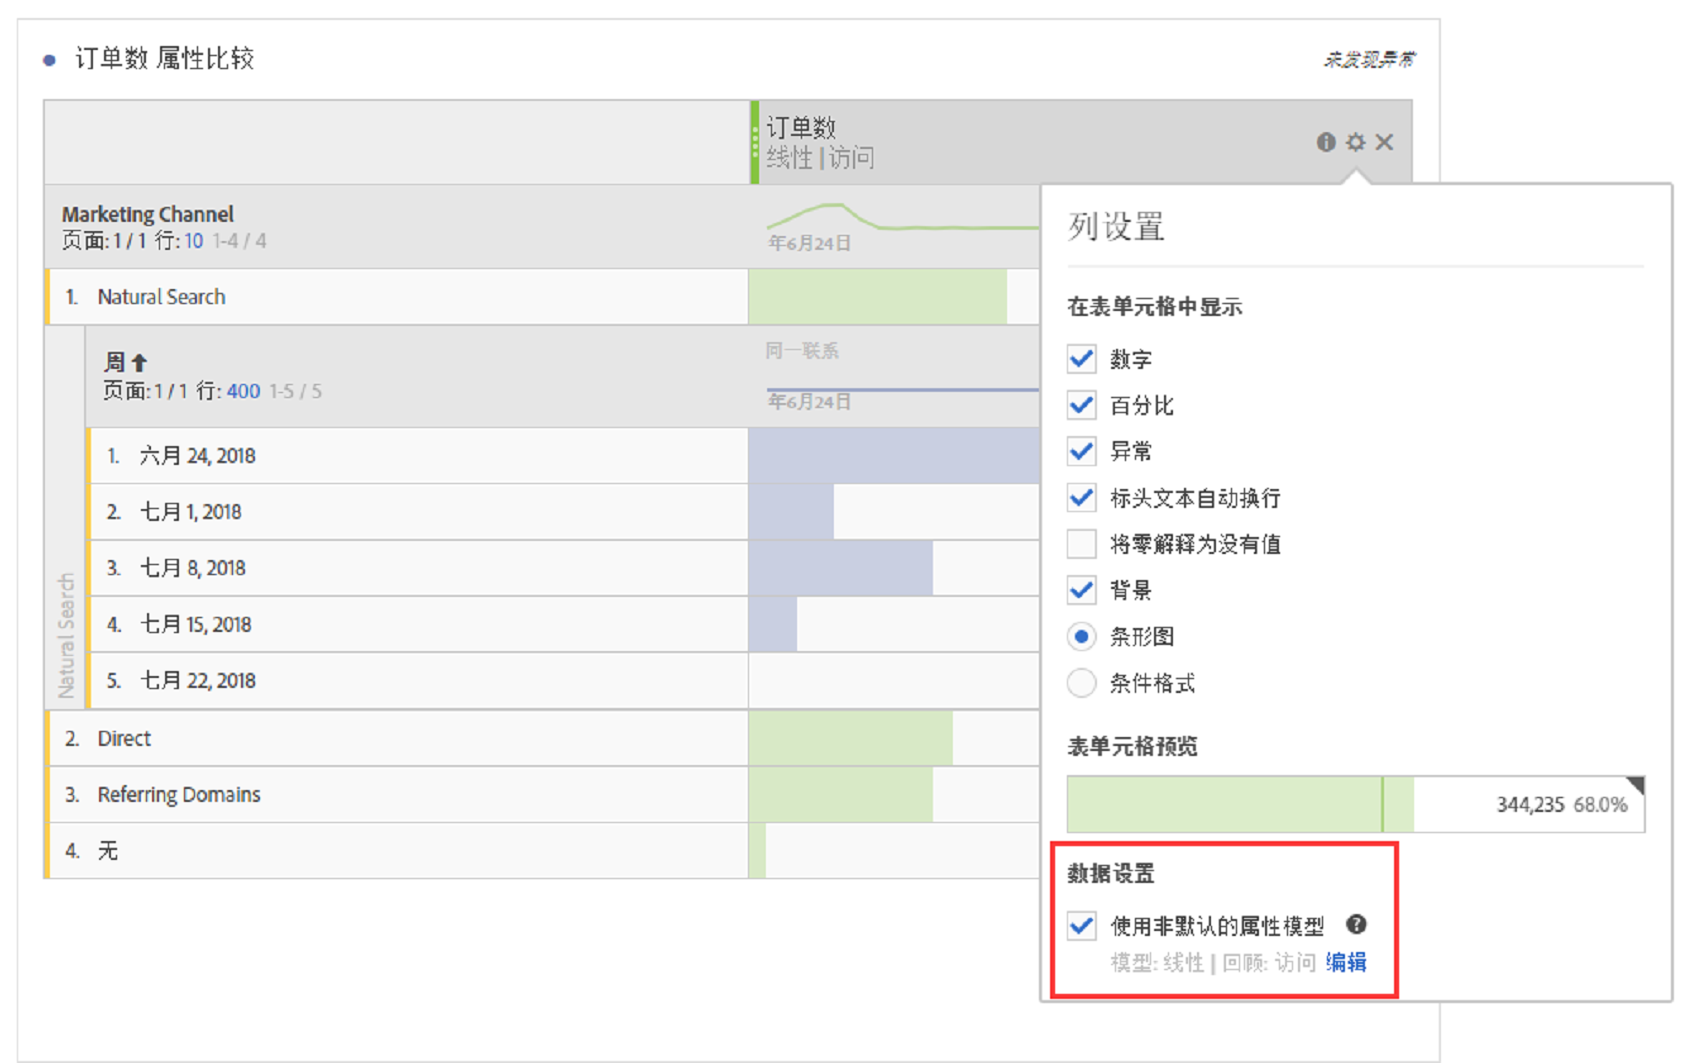 订单数 属性比较
未发现异常
订单数
线性 | 访问
Marketing Channel
页面: 1 / 1 行: 10 1-4 / 4
年6月24日
1. Natural Search
周
页面: 1 / 1 行: 400 1-5 / 5
同一联系
年6月24日
1. 六月 24, 2018
2. 七月 1, 2018
3. 七月 8, 2018
4. 七月 15, 2018
5. 七月 22, 2018
Natural Search
2. Direct
3. Referring Domains
4. 无
列设置
在表单元格中显示
数字
百分比
异常
标头文本自动换行
将零解释为没有值
背景
条形图
条件格式
表单元格预览
344,235 68.0%
数据设置
使用非默认的属性模型
模型: 线性 | 回顾: 访问 编辑